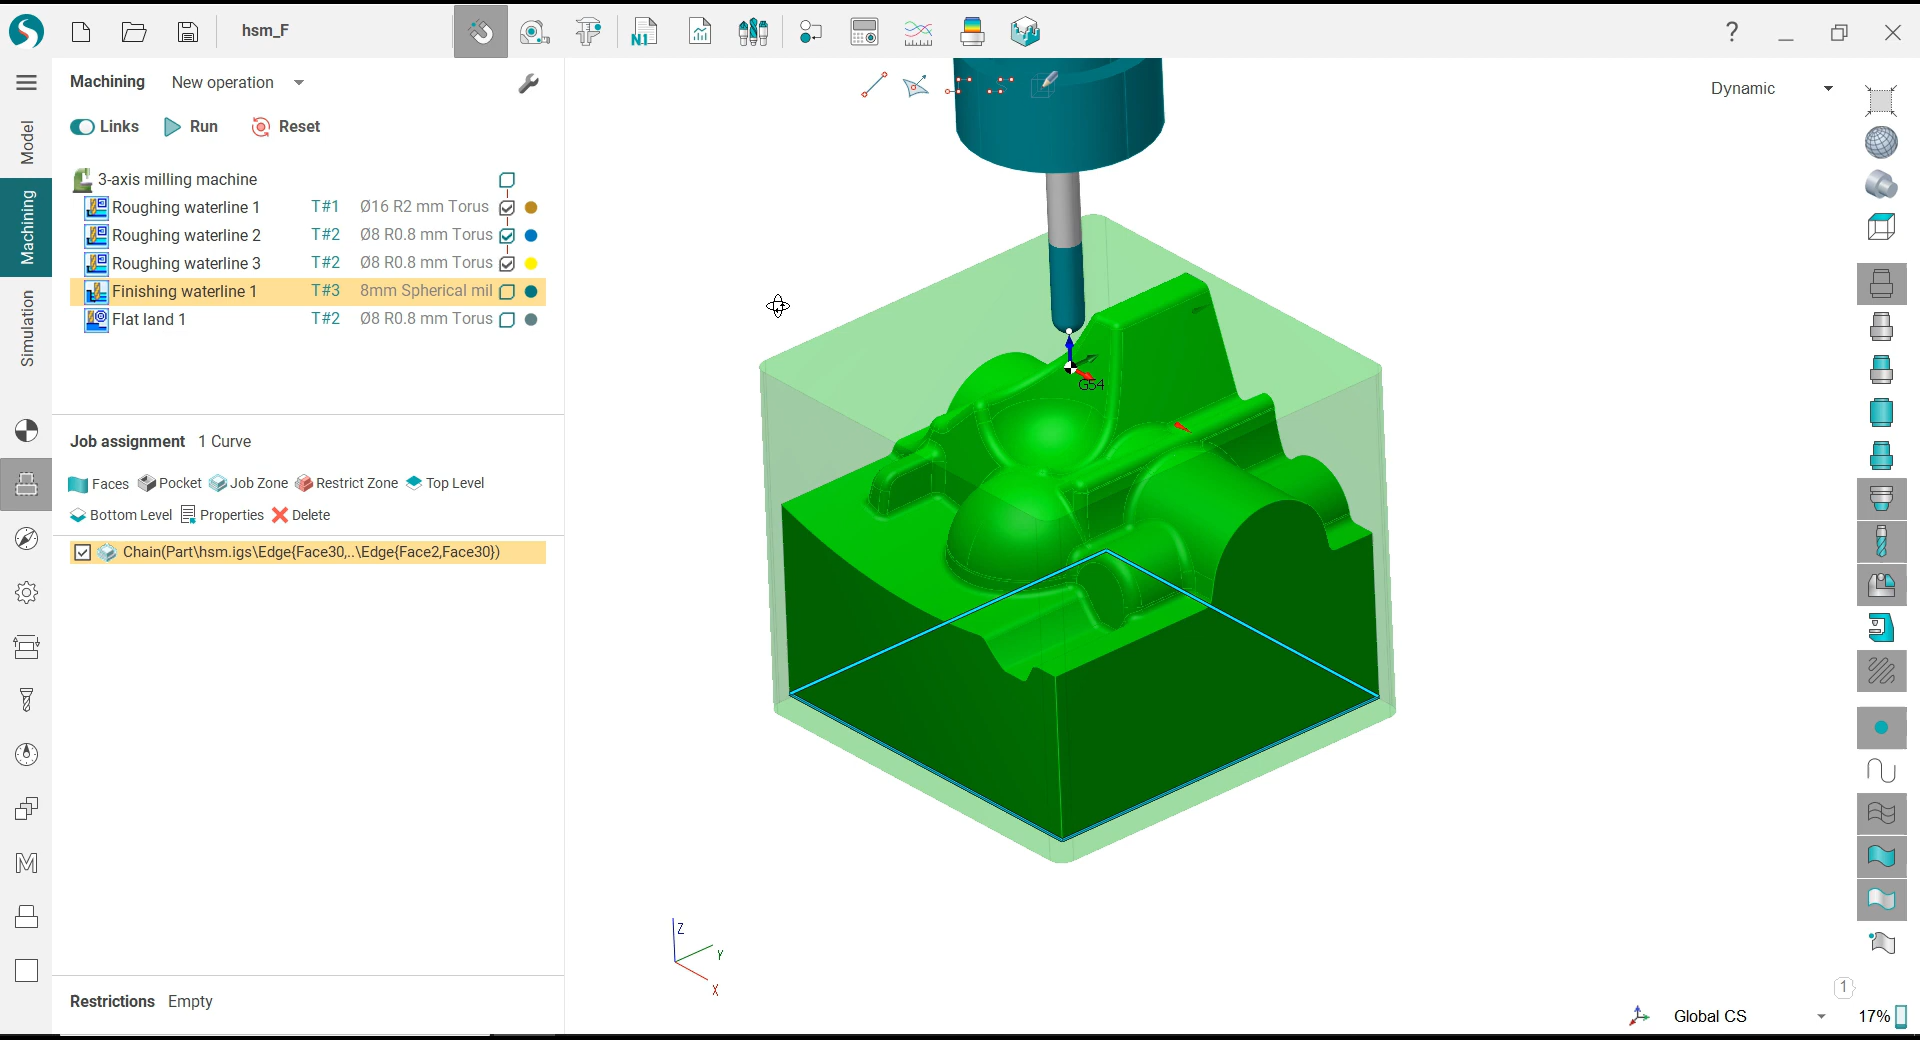 hsm_F
N1
?
Machining New operation
Links Run Reset
Model
Machining
Simulation
3-axis milling machine
Roughing waterline 1 T#1 Ø16 R2 mm Torus
Roughing waterline 2 T#2 Ø8 R0.8 mm Torus
Roughing waterline 3 T#2 Ø8 R0.8 mm Torus
Finishing waterline 1 T#3 8mm Spherical mil
Flat land 1 T#2 Ø8 R0.8 mm Torus
Job assignment 1 Curve
Faces Pocket Job Zone Restrict Zone Top Level
Bottom Level Properties Delete
Chain(Part\hsm.igs\Edge{Face30,..\Edge{Face2,Face30})
Restrictions Empty
Dynamic
G54
Z
Y
X
1
Global CS 17%